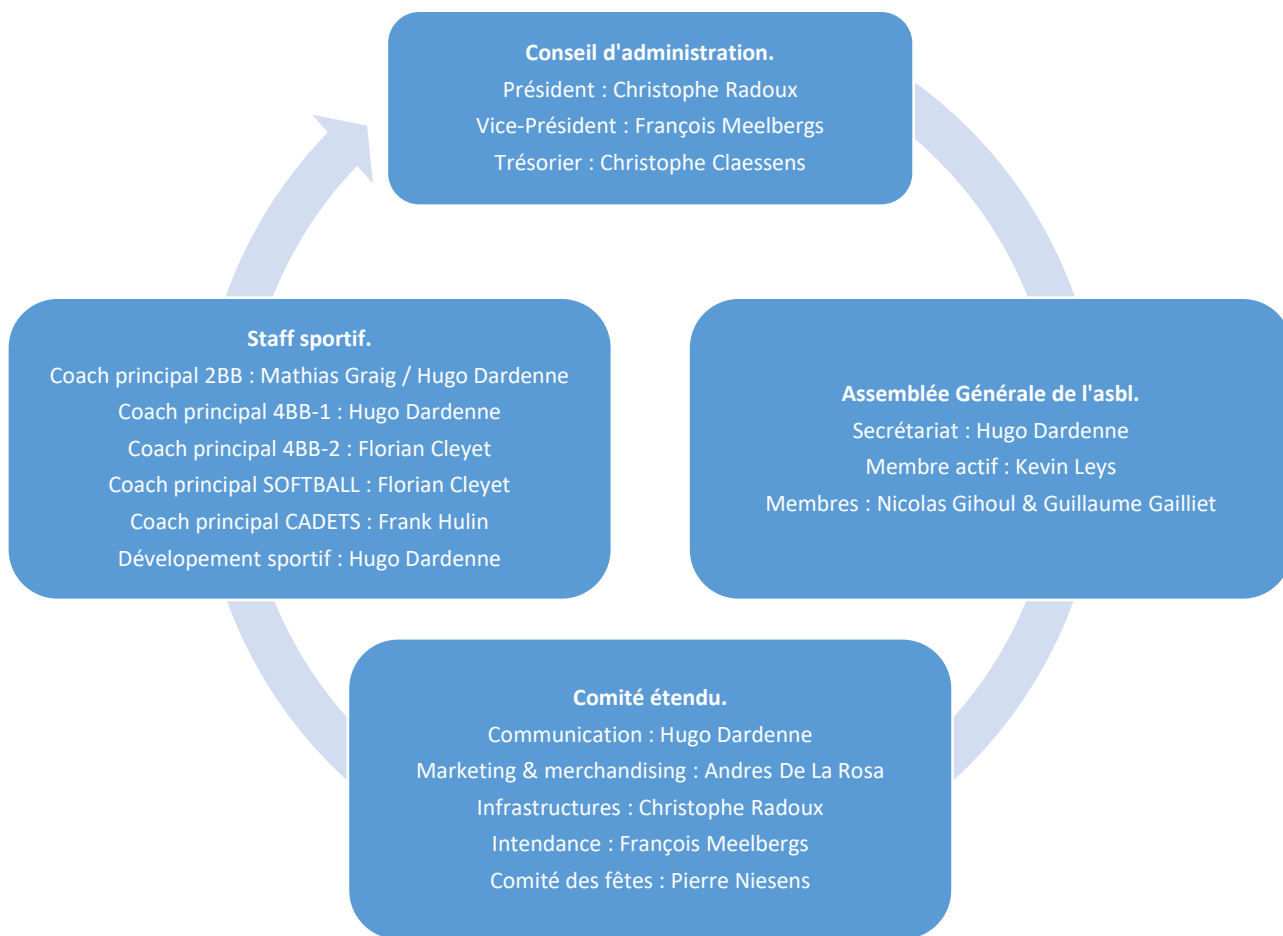 Conseil d'administration.
Président : Christophe Radoux
Vice-Président : François Meelbergs
Trésorier : Christophe Claessens
Staff sportif.
Coach principal 2BB : Mathias Graig / Hugo Dardenne
Coach principal 4BB-1 : Hugo Dardenne
Coach principal 4BB-2 : Florian Cleyet
Coach principal SOFTBALL : Florian Cleyet
Coach principal CADETS : Frank Hulin
Dévelopement sportif : Hugo Dardenne
Assemblée Générale de l'asbl.
Secrétariat : Hugo Dardenne
Membre actif : Kevin Leys
Membres : Nicolas Gihoul & Guillaume Gailliet
Comité étendu.
Communication : Hugo Dardenne
Marketing & merchandising : Andres De La Rosa
Infrastructures : Christophe Radoux
Intendance : François Meelbergs
Comité des fêtes : Pierre Niesens